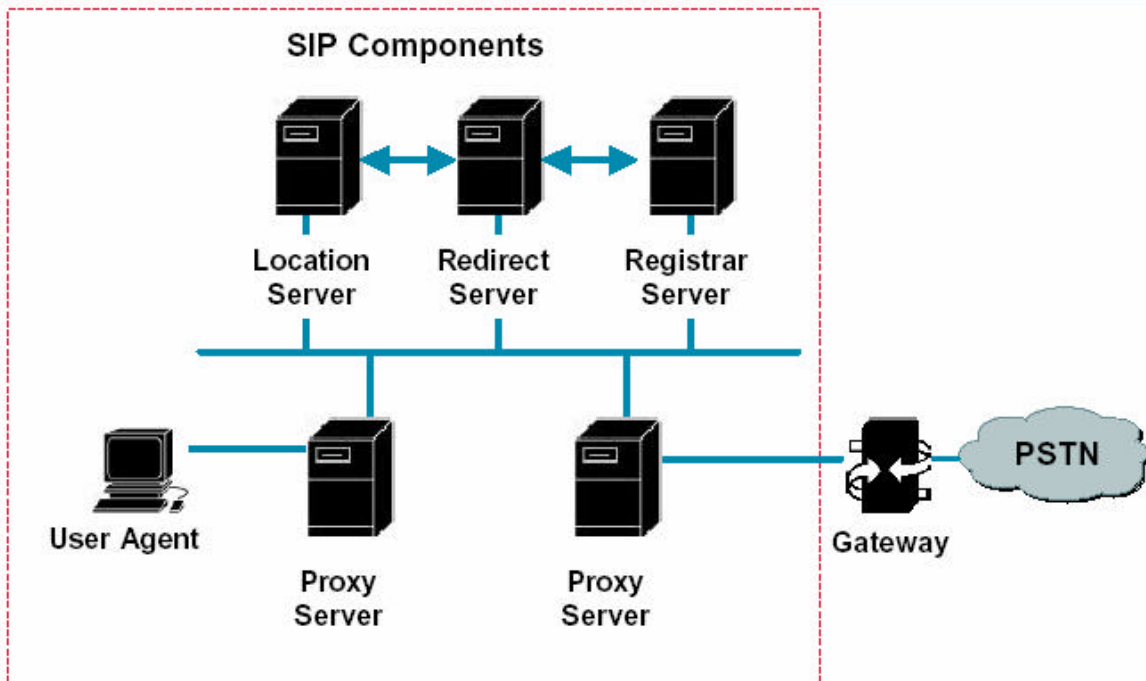 SIP Components
Location
Server
Redirect
Server
Registrar
Server
User Agent
Proxy
Server
Proxy
Server
Gateway
PSTN